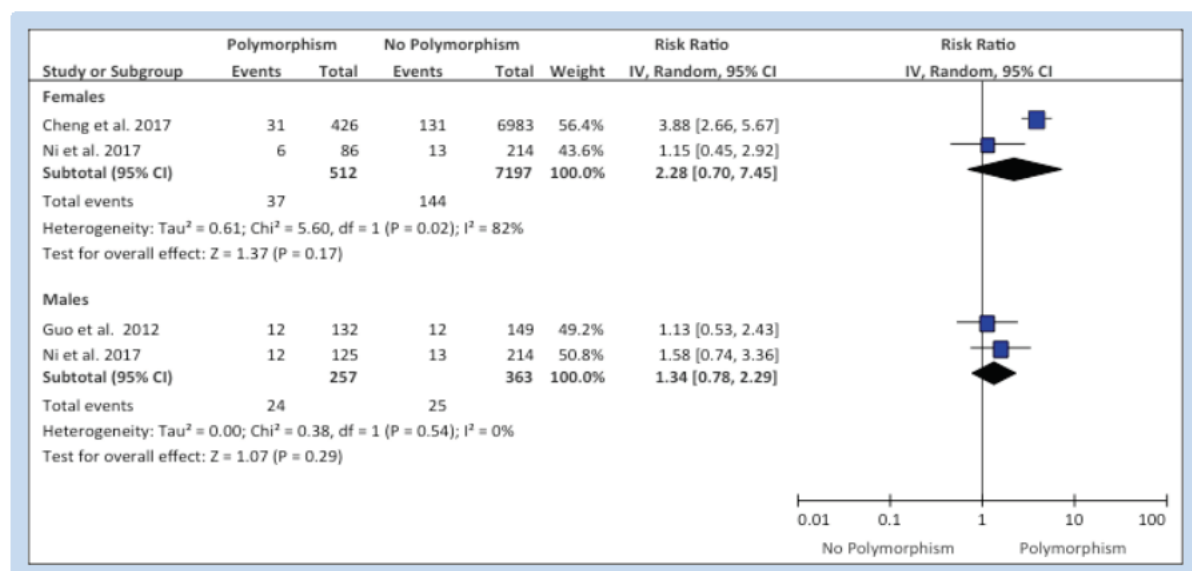 Polymorphism No Polymorphism Risk Ratio Risk Ratio
Study or Subgroup Events Total Events Total Weight IV, Random, 95% CI IV, Random, 95% CI
Females
Cheng et al. 2017 31 426 131 6983 56.4% 3.88 [2.66, 5.67]
Ni et al. 2017 6 86 13 214 43.6% 1.15 [0.45, 2.92]
Subtotal (95% CI) 512 7197 100.0% 2.28 [0.70, 7.45]
Total events 37 144
Heterogeneity: Tau² = 0.61; Chi² = 5.60, df = 1 (P = 0.02); I² = 82%
Test for overall effect: Z = 1.37 (P = 0.17)
Males
Guo et al. 2012 12 132 12 149 49.2% 1.13 [0.53, 2.43]
Ni et al. 2017 12 125 13 214 50.8% 1.58 [0.74, 3.36]
Subtotal (95% CI) 257 363 100.0% 1.34 [0.78, 2.29]
Total events 24 25
Heterogeneity: Tau² = 0.00; Chi² = 0.38, df = 1 (P = 0.54); I² = 0%
Test for overall effect: Z = 1.07 (P = 0.29)
0.01 0.1 1 10 100
No Polymorphism Polymorphism